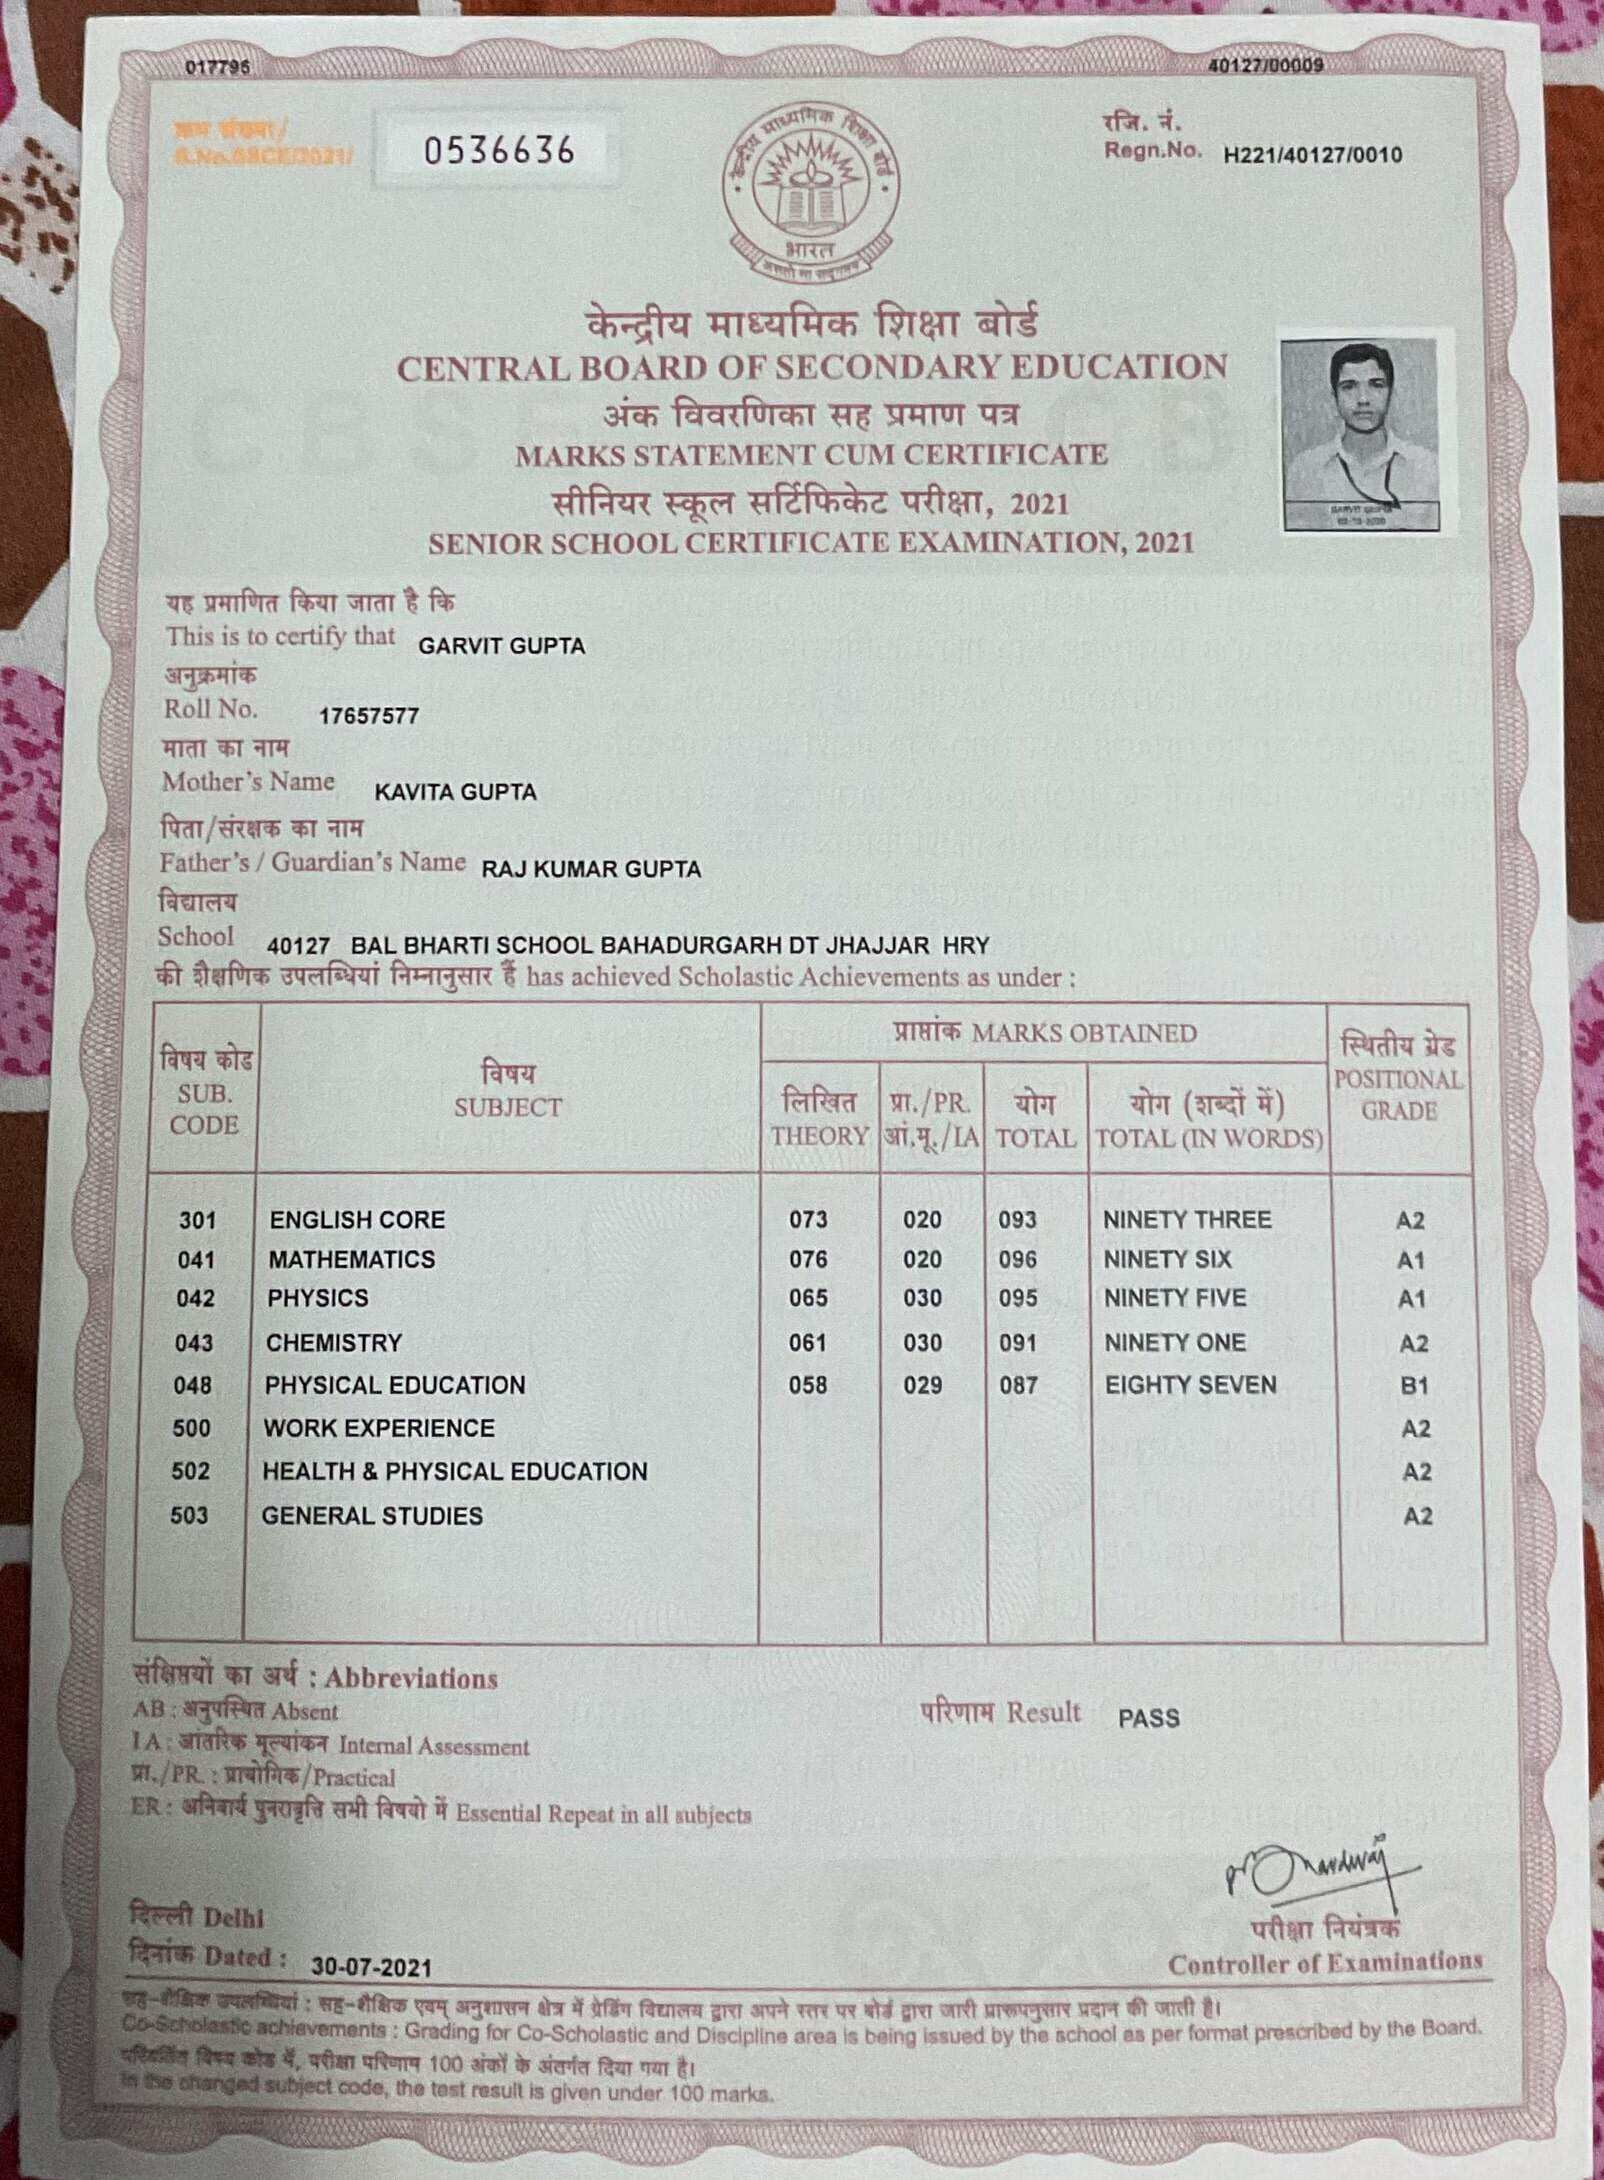 017796
40127/00009
क्रम संख्या/
S.No.SSCE/2021/
0536636
रजि. नं.
Regn.No. H221/40127/0010
केन्द्रीय माध्यमिक शिक्षा बोर्ड
भारत
केन्द्रीय माध्यमिक शिक्षा बोर्ड
CENTRAL BOARD OF SECONDARY EDUCATION
अंक विवरणिका सह प्रमाण पत्र
MARKS STATEMENT CUM CERTIFICATE
सीनियर स्कूल सर्टिफिकेट परीक्षा, 2021
SENIOR SCHOOL CERTIFICATE EXAMINATION, 2021
GARVIT GUPTA
यह प्रमाणित किया जाता है कि
This is to certify that GARVIT GUPTA
अनुक्रमांक
Roll No. 17657577
माता का नाम
Mother's Name KAVITA GUPTA
पिता/संरक्षक का नाम
Father's / Guardian's Name RAJ KUMAR GUPTA
विद्यालय
School 40127 BAL BHARTI SCHOOL BAHADURGARH DT JHAJJAR HRY
की शैक्षणिक उपलब्धियां निम्नानुसार हैं has achieved Scholastic Achievements as under :
विषय कोड SUB. CODE
विषय SUBJECT
प्राप्तांक MARKS OBTAINED
लिखित THEORY
प्रा./PR. आं.मू./IA
योग TOTAL
योग (शब्दों में) TOTAL (IN WORDS)
स्थितीय ग्रेड POSITIONAL GRADE
301 ENGLISH CORE 073 020 093 NINETY THREE A2
041 MATHEMATICS 076 020 096 NINETY SIX A1
042 PHYSICS 065 030 095 NINETY FIVE A1
043 CHEMISTRY 061 030 091 NINETY ONE A2
048 PHYSICAL EDUCATION 058 029 087 EIGHTY SEVEN B1
500 WORK EXPERIENCE A2
502 HEALTH & PHYSICAL EDUCATION A2
503 GENERAL STUDIES A2
संक्षिप्तयों का अर्थ : Abbreviations
AB : अनुपस्थित Absent
परिणाम Result PASS
IA : आंतरिक मूल्यांकन Internal Assessment
प्रा./PR. : प्रायोगिक/Practical
ER : अनिवार्य पुनरावृत्ति सभी विषयो में Essential Repeat in all subjects
दिल्ली Delhi
दिनांक Dated : 30-07-2021
परीक्षा नियंत्रक
Controller of Examinations
सह-शैक्षिक उपलब्धियां : सह-शैक्षिक एवम् अनुशासन क्षेत्र में ग्रेडिंग विद्यालय द्वारा अपने स्तर पर बोर्ड द्वारा जारी प्रारूपनुसार प्रदान की जाती है।
Co-Scholastic achievements : Grading for Co-Scholastic and Discipline area is being issued by the school as per format prescribed by the Board.
परिवर्तित विषय कोड में, परीक्षा परिणाम 100 अंकों के अंतर्गत दिया गया है।
In the changed subject code, the test result is given under 100 marks.